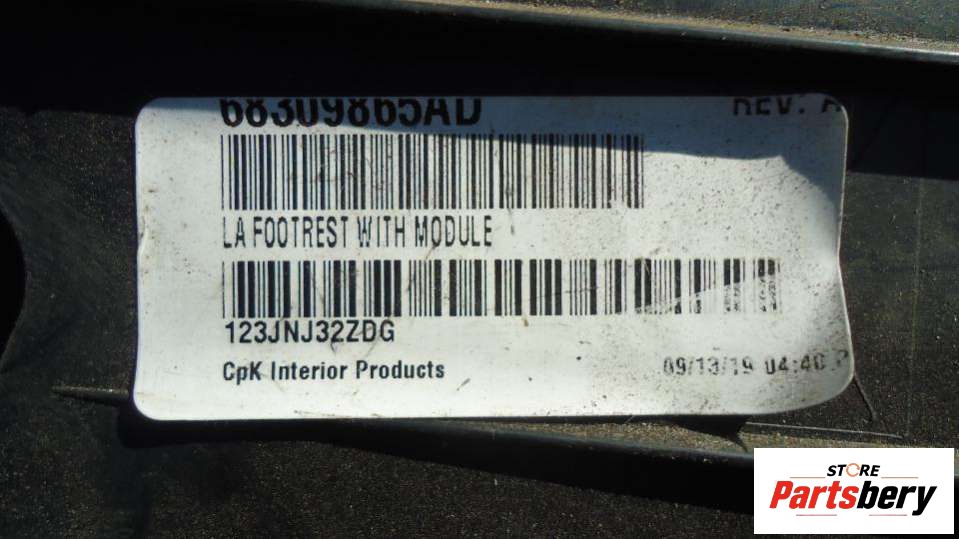 68309865AD REV: A
LA FOOTREST WITH MODULE
123JNJ32ZDG
CpK Interior Products 09/13/19 04:40 P
STORE
Partsbery